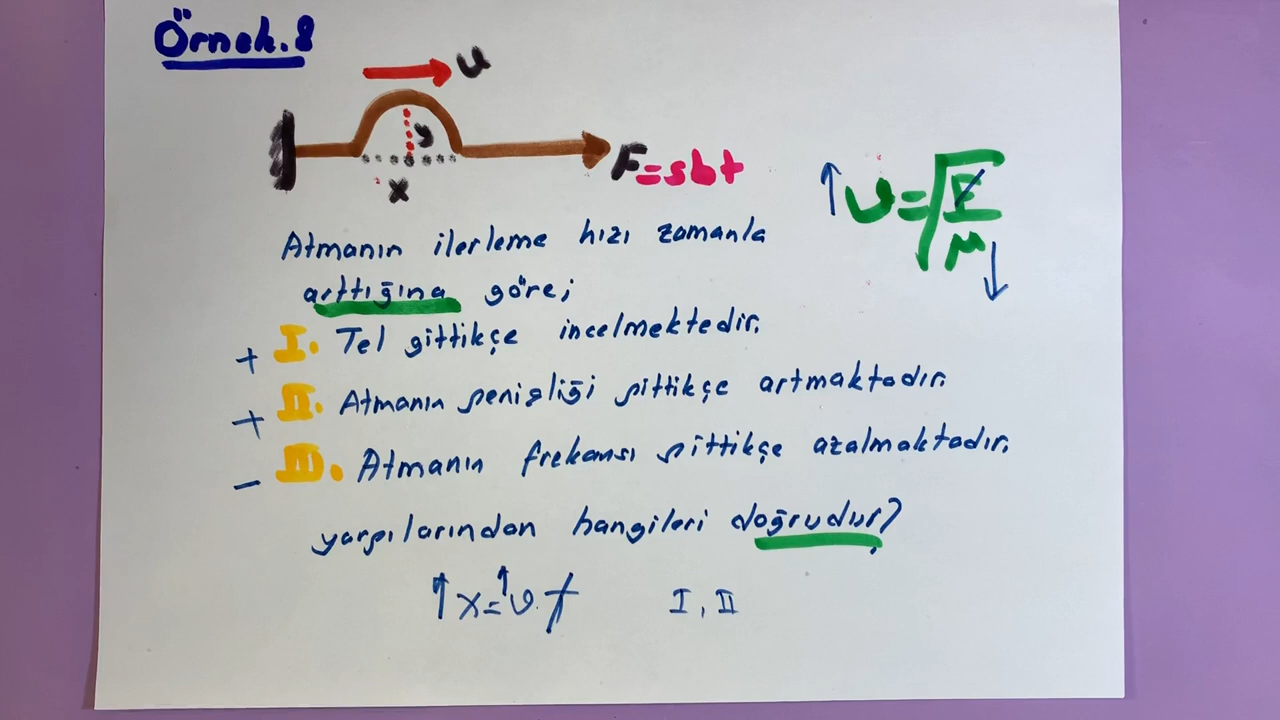 Örnek.8
u
y
x
F=sbt
↑υ=√F/μ↓
Atmanın ilerleme hızı zamanla
arttığına göre;
+ I. Tel gittikçe incelmektedir.
+ II. Atmanın genişliği gittikçe artmaktadır.
- III. Atmanın frekansı gittikçe azalmaktadır.
yargılarından hangileri doğrudur?
↑x=↑υ.t I, II